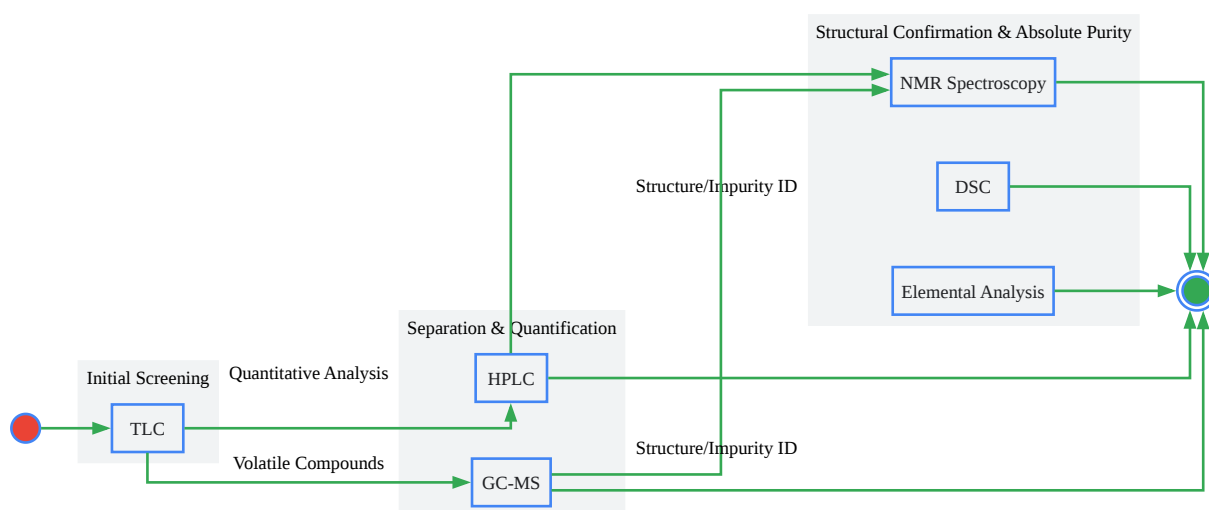 Structural Confirmation & Absolute Purity
NMR Spectroscopy
Structure/Impurity ID
DSC
Elemental Analysis
Separation & Quantification
Initial Screening
Quantitative Analysis
HPLC
TLC
Structure/Impurity ID
Volatile Compounds
GC-MS